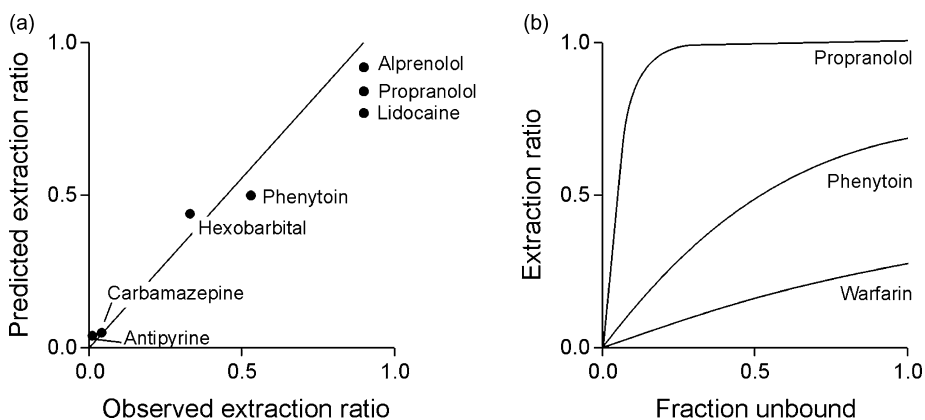 (a)
1.0
0.5
0.0
Predicted extraction ratio
Alprenolol
Propranolol
Lidocaine
Phenytoin
Hexobarbital
Carbamazepine
Antipyrine
0.0 0.5 1.0
Observed extraction ratio
(b)
1.0
0.5
0.0
Extraction ratio
Propranolol
Phenytoin
Warfarin
0.0 0.5 1.0
Fraction unbound